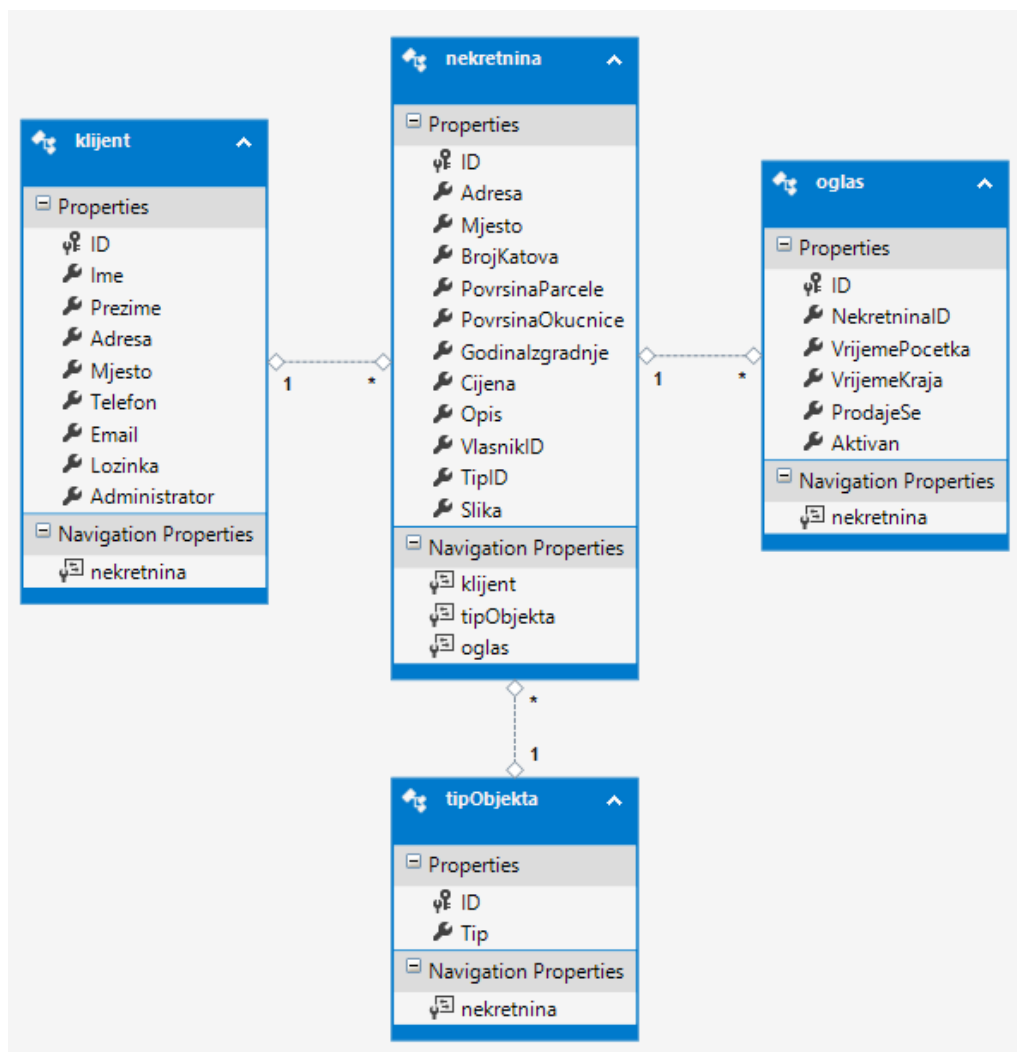 klijent
Properties
ID
Ime
Prezime
Adresa
Mjesto
Telefon
Email
Lozinka
Administrator
Navigation Properties
nekretnina
1
*
nekretnina
Properties
ID
Adresa
Mjesto
BrojKatova
PovrsinaParcele
PovrsinaOkucnice
GodinaIzgradnje
Cijena
Opis
VlasnikID
TipID
Slika
Navigation Properties
klijent
tipObjekta
oglas
1
*
oglas
Properties
ID
NekretninaID
VrijemePocetka
VrijemeKraja
ProdajeSe
Aktivan
Navigation Properties
nekretnina
*
1
tipObjekta
Properties
ID
Tip
Navigation Properties
nekretnina